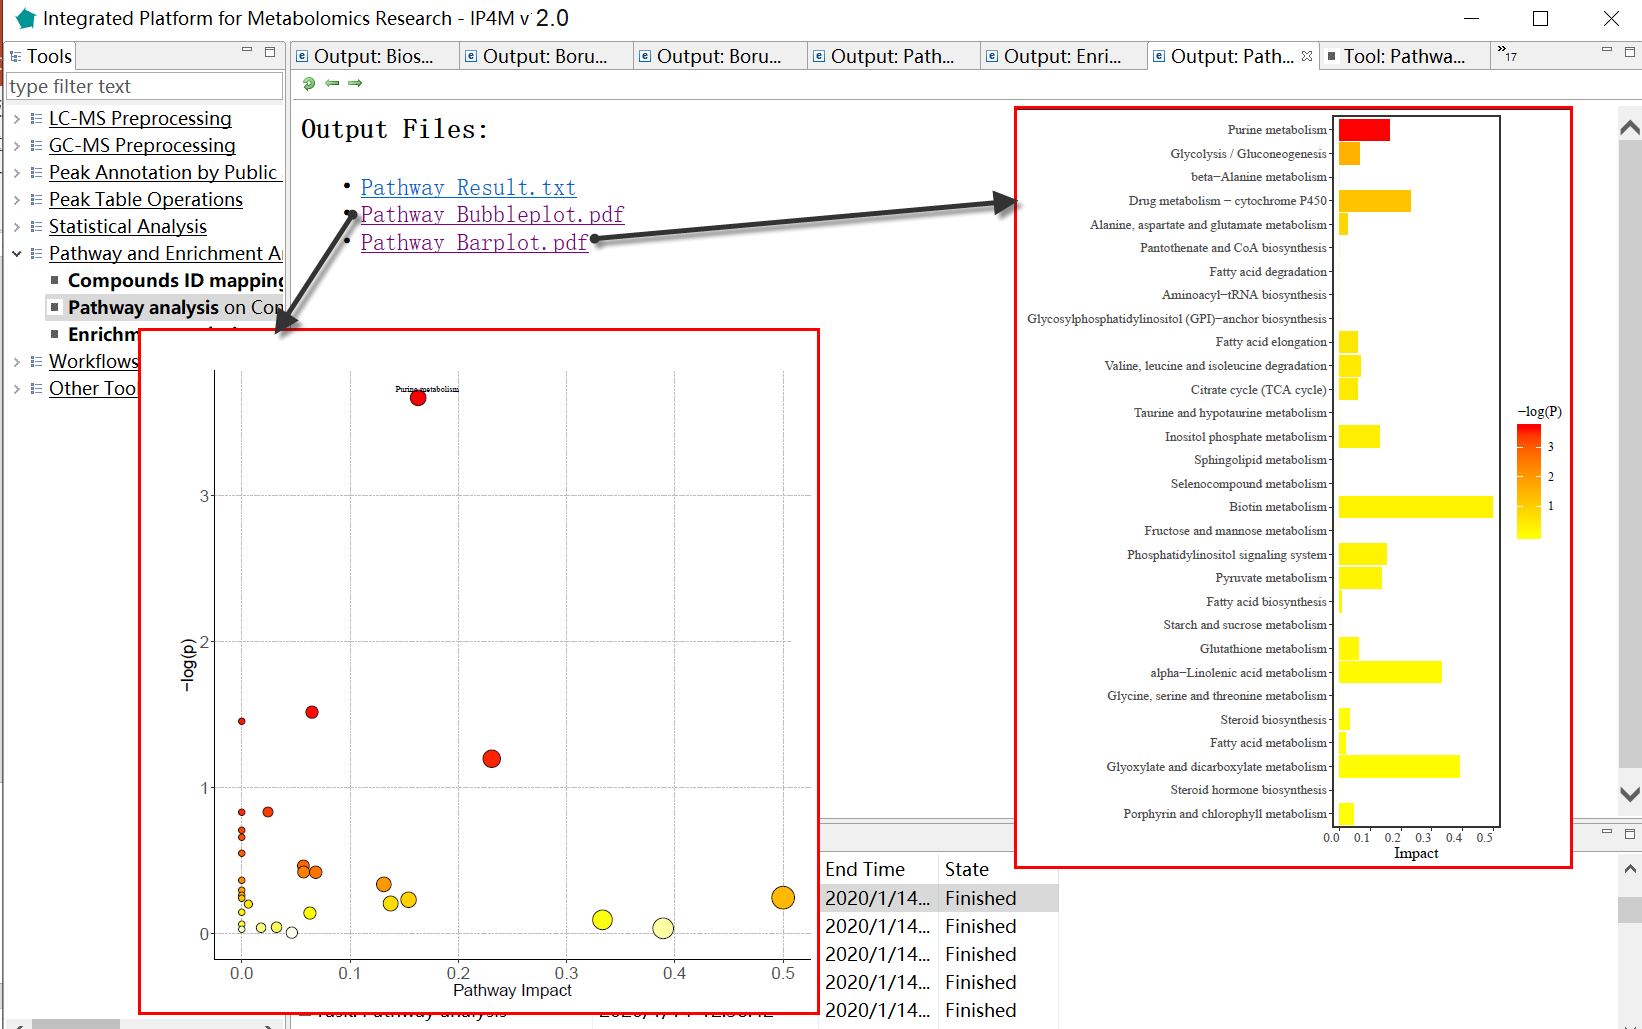 Integrated Platform for Metabolomics Research - IP4M v 2.0
Tools
Output: Bios...
Output: Boru...
Output: Boru...
Output: Path...
Output: Enri...
Output: Path...
Tool: Pathwa...
17
type filter text
LC-MS Preprocessing
GC-MS Preprocessing
Peak Annotation by Public
Peak Table Operations
Statistical Analysis
Pathway and Enrichment A
Compounds ID mapping
Pathway analysis on Co
Enrichm
Workflows
Other Too
Output Files:
Pathway Result.txt
Pathway Bubbleplot.pdf
Pathway Barplot.pdf
Purine metabolism
3
2
1
0
−log(p)
0.0 0.1 0.2 0.3 0.4 0.5
Pathway Impact
Purine metabolism
Glycolysis / Gluconeogenesis
beta−Alanine metabolism
Drug metabolism − cytochrome P450
Alanine, aspartate and glutamate metabolism
Pantothenate and CoA biosynthesis
Fatty acid degradation
Aminoacyl−tRNA biosynthesis
Glycosylphosphatidylinositol (GPI)−anchor biosynthesis
Fatty acid elongation
Valine, leucine and isoleucine degradation
Citrate cycle (TCA cycle)
Taurine and hypotaurine metabolism
Inositol phosphate metabolism
Sphingolipid metabolism
Selenocompound metabolism
Biotin metabolism
Fructose and mannose metabolism
Phosphatidylinositol signaling system
Pyruvate metabolism
Fatty acid biosynthesis
Starch and sucrose metabolism
Glutathione metabolism
alpha−Linolenic acid metabolism
Glycine, serine and threonine metabolism
Steroid biosynthesis
Fatty acid metabolism
Glyoxylate and dicarboxylate metabolism
Steroid hormone biosynthesis
Porphyrin and chlorophyll metabolism
0.0 0.1 0.2 0.3 0.4 0.5
Impact
−log(P)
3
2
1
End Time State
2020/1/14... Finished
2020/1/14... Finished
2020/1/14... Finished
2020/1/14... Finished
2020/1/14... Finished